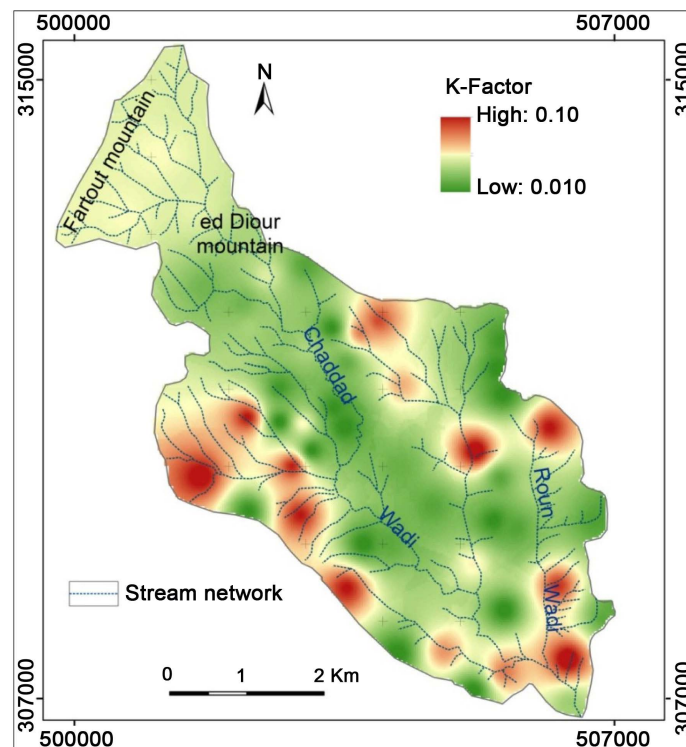 500000
507000
315000
315000
N
K-Factor
High: 0.10
Low: 0.010
Fartout mountain
ed Diour
mountain
Chaddad
Wadi
Roun
Wadi
Stream network
0 1 2 Km
307000
307000
500000
507000